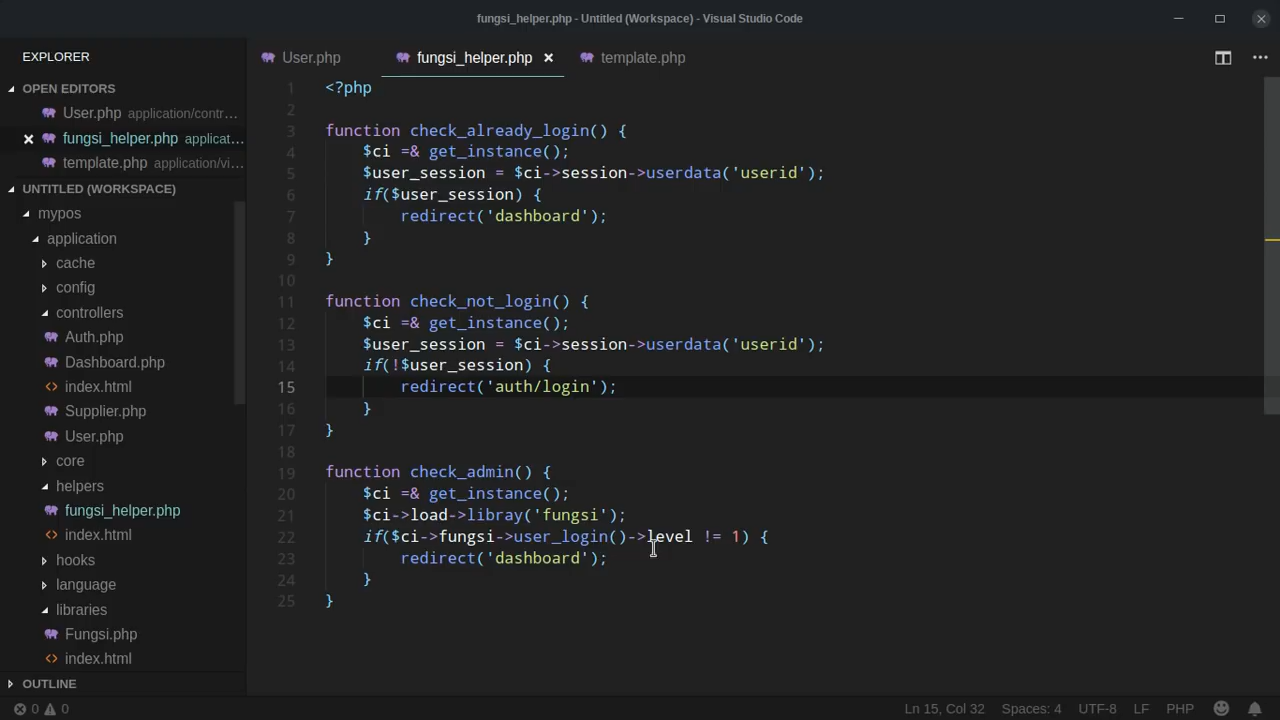 fungsi_helper.php - Untitled (Workspace) - Visual Studio Code
EXPLORER
OPEN EDITORS
User.php application/contr…
fungsi_helper.php applicat…
template.php application/vi…
UNTITLED (WORKSPACE)
mypos
application
cache
config
controllers
Auth.php
Dashboard.php
<> index.html
Supplier.php
User.php
core
helpers
fungsi_helper.php
<> index.html
hooks
language
libraries
Fungsi.php
<> index.html
OUTLINE
User.php fungsi_helper.php template.php
1 <?php
2
3 function check_already_login() {
4     $ci =& get_instance();
5     $user_session = $ci->session->userdata('userid');
6     if($user_session) {
7         redirect('dashboard');
8     }
9 }
10
11 function check_not_login() {
12     $ci =& get_instance();
13     $user_session = $ci->session->userdata('userid');
14     if(!$user_session) {
15         redirect('auth/login');
16     }
17 }
18
19 function check_admin() {
20     $ci =& get_instance();
21     $ci->load->libray('fungsi');
22     if($ci->fungsi->user_login()->level != 1) {
23         redirect('dashboard');
24     }
25 }
0 0 Ln 15, Col 32 Spaces: 4 UTF-8 LF PHP